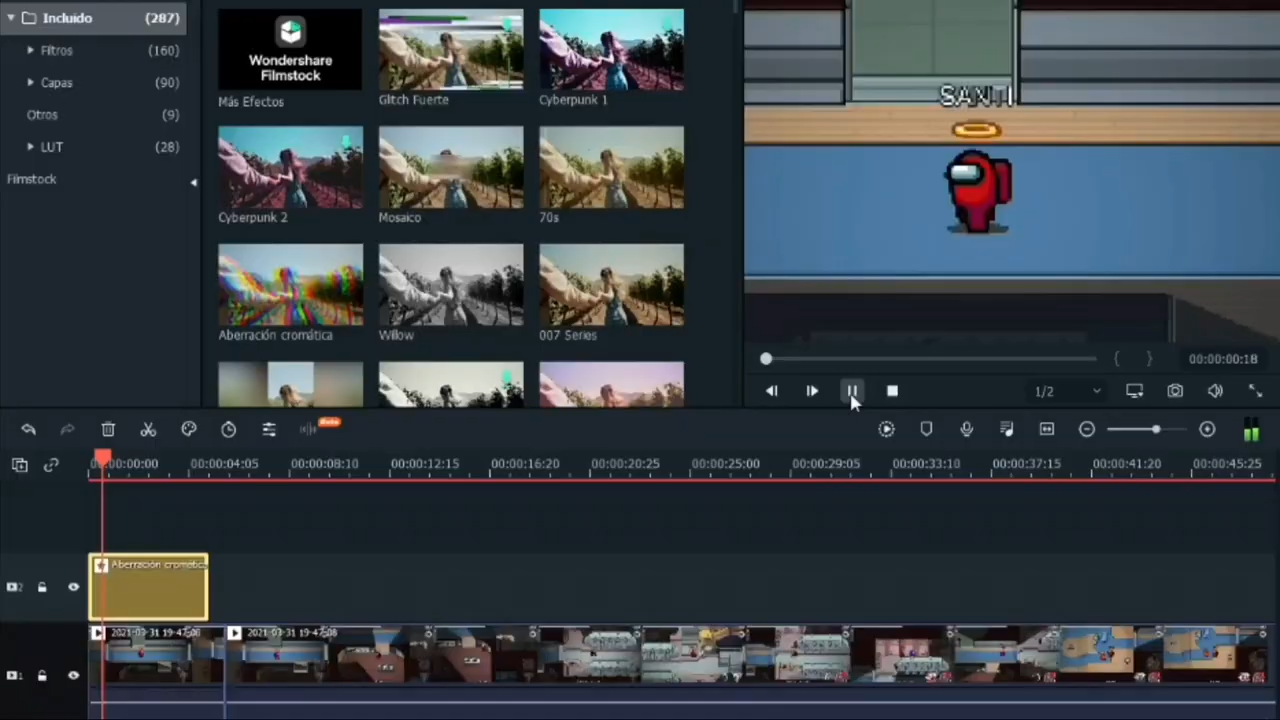 Incluido (287)
Filtros (160)
Capas (90)
Otros (9)
LUT (28)
Filmstock
Wondershare
Filmstock
Más Efectos
Glitch Fuerte
Cyberpunk 1
Cyberpunk 2
Mosaico
70s
Aberración cromática
Willow
007 Series
SANTI
00:00:00:18
1/2
Beta
00:00:00:00
00:00:04:05
00:00:08:10
00:00:12:15
00:00:16:20
00:00:20:25
00:00:25:00
00:00:29:05
00:00:33:10
00:00:37:15
00:00:41:20
00:00:45:25
Aberración cromátic
2
2021-03-31 19-47-08
2021-03-31 19-47-08
1